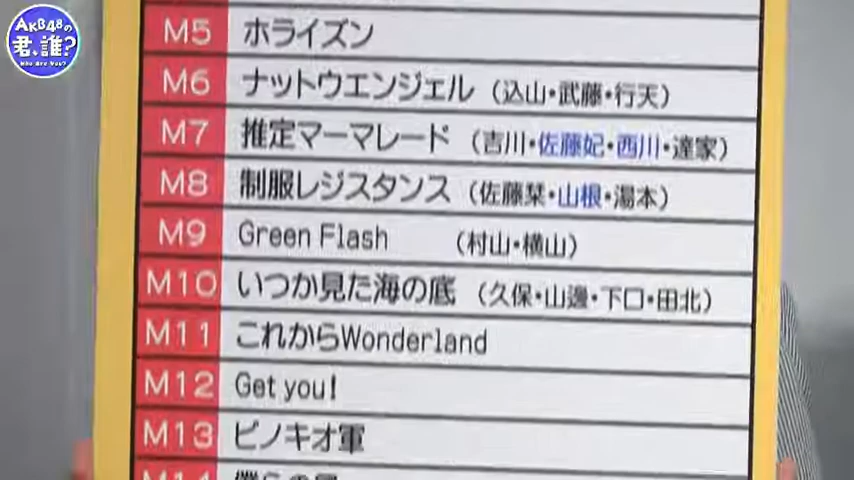 AKB48の
君、誰?
Who Are You?
M5 ホライズン
M6 ナットウエンジェル (込山・武藤・行天)
M7 推定マーマレード (吉川・佐藤妃・西川・達家)
M8 制服レジスタンス (佐藤栞・山根・湯本)
M9 Green Flash (村山・横山)
M10 いつか見た海の底 (久保・山邊・下口・田北)
M11 これからWonderland
M12 Get you!
M13 ピノキオ軍
M14